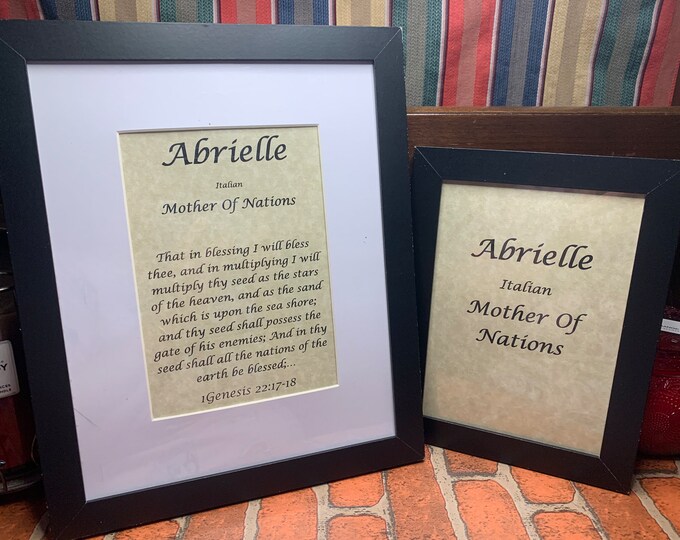 Abrielle
Italian
Mother Of Nations
That in blessing I will bless
thee, and in multiplying I will
multiply thy seed as the stars
of the heaven, and as the sand
which is upon the sea shore;
and thy seed shall possess the
gate of his enemies; And in thy
seed shall all the nations of the
earth be blessed;...
1Genesis 22:17-18
Abrielle
Italian
Mother Of
Nations